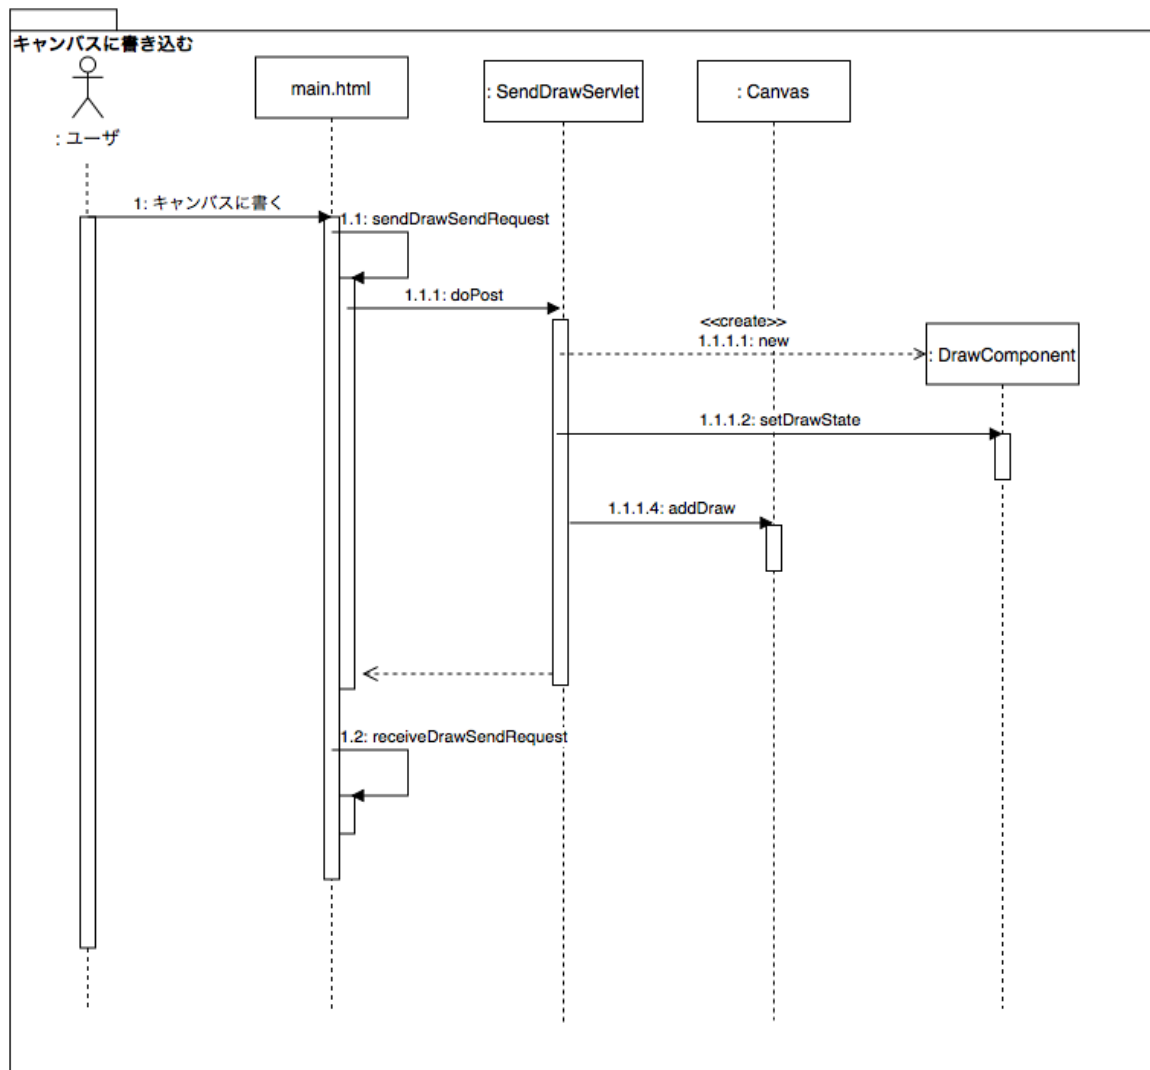 キャンバスに書き込む
: ユーザ
main.html
: SendDrawServlet
: Canvas
1: キャンバスに書く
1.1: sendDrawSendRequest
1.1.1: doPost
<<create>>
1.1.1.1: new
: DrawComponent
1.1.1.2: setDrawState
1.1.1.4: addDraw
1.2: receiveDrawSendRequest